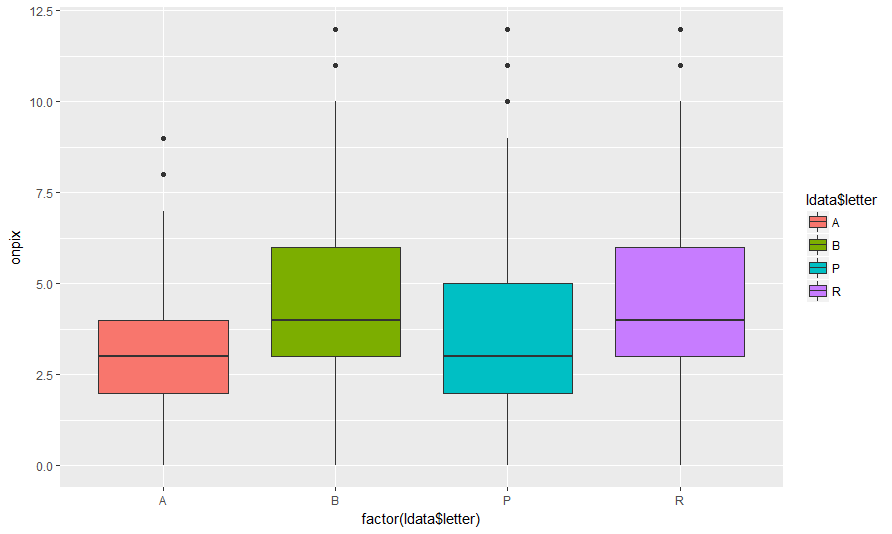 12.5
10.0
7.5
5.0
2.5
0.0
onpix
A B P R
factor(ldata$letter)
ldata$letter
A
B
P
R